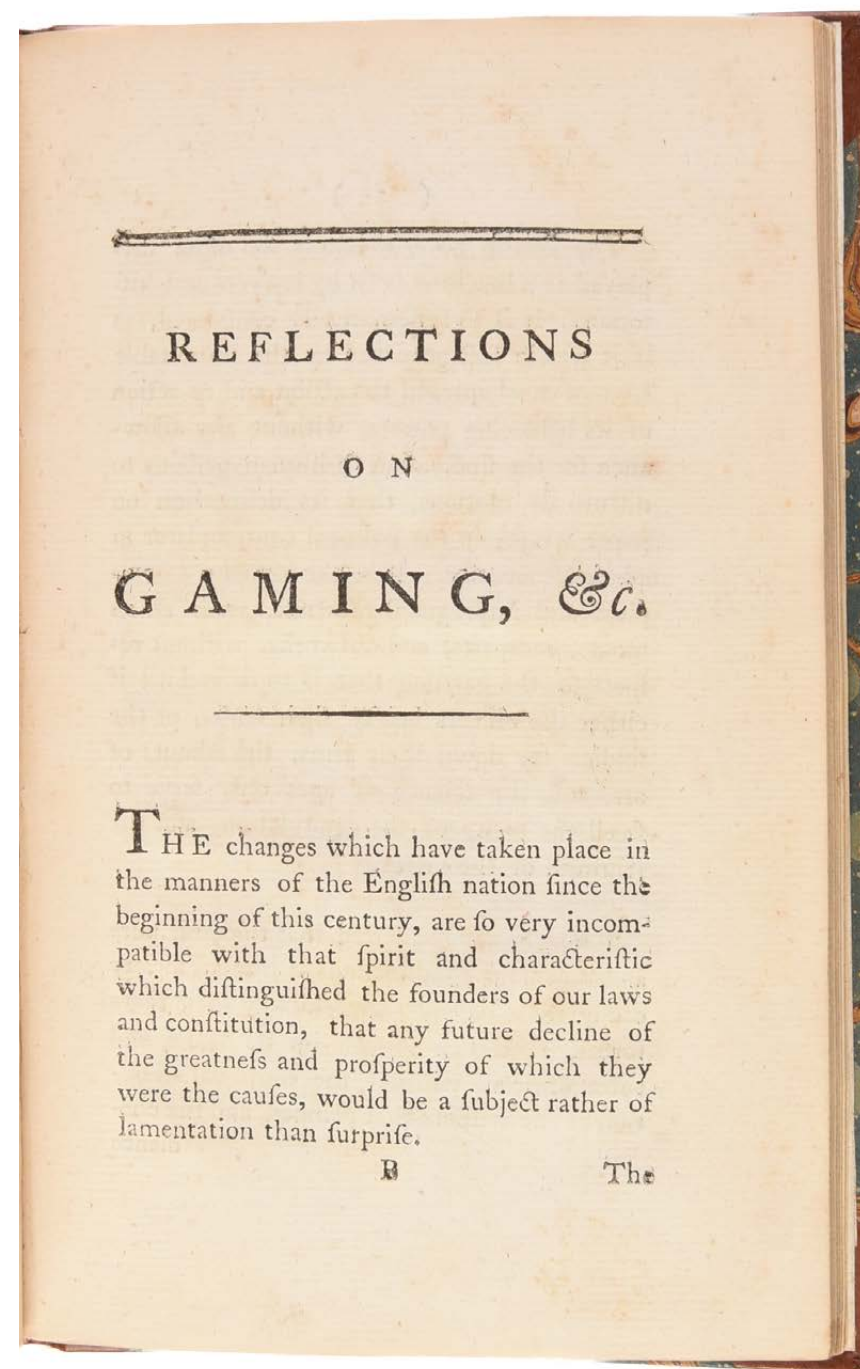 REFLECTIONS
ON
GAMING, &c.
THE changes which have taken place in
the manners of the Engliſh nation ſince the
beginning of this century, are ſo very incom-
patible with that ſpirit and characteriſtic
which diſtinguiſhed the founders of our laws
and conſtitution, that any future decline of
the greatneſs and proſperity of which they
were the cauſes, would be a ſubject rather of
lamentation than ſurpriſe.
B The